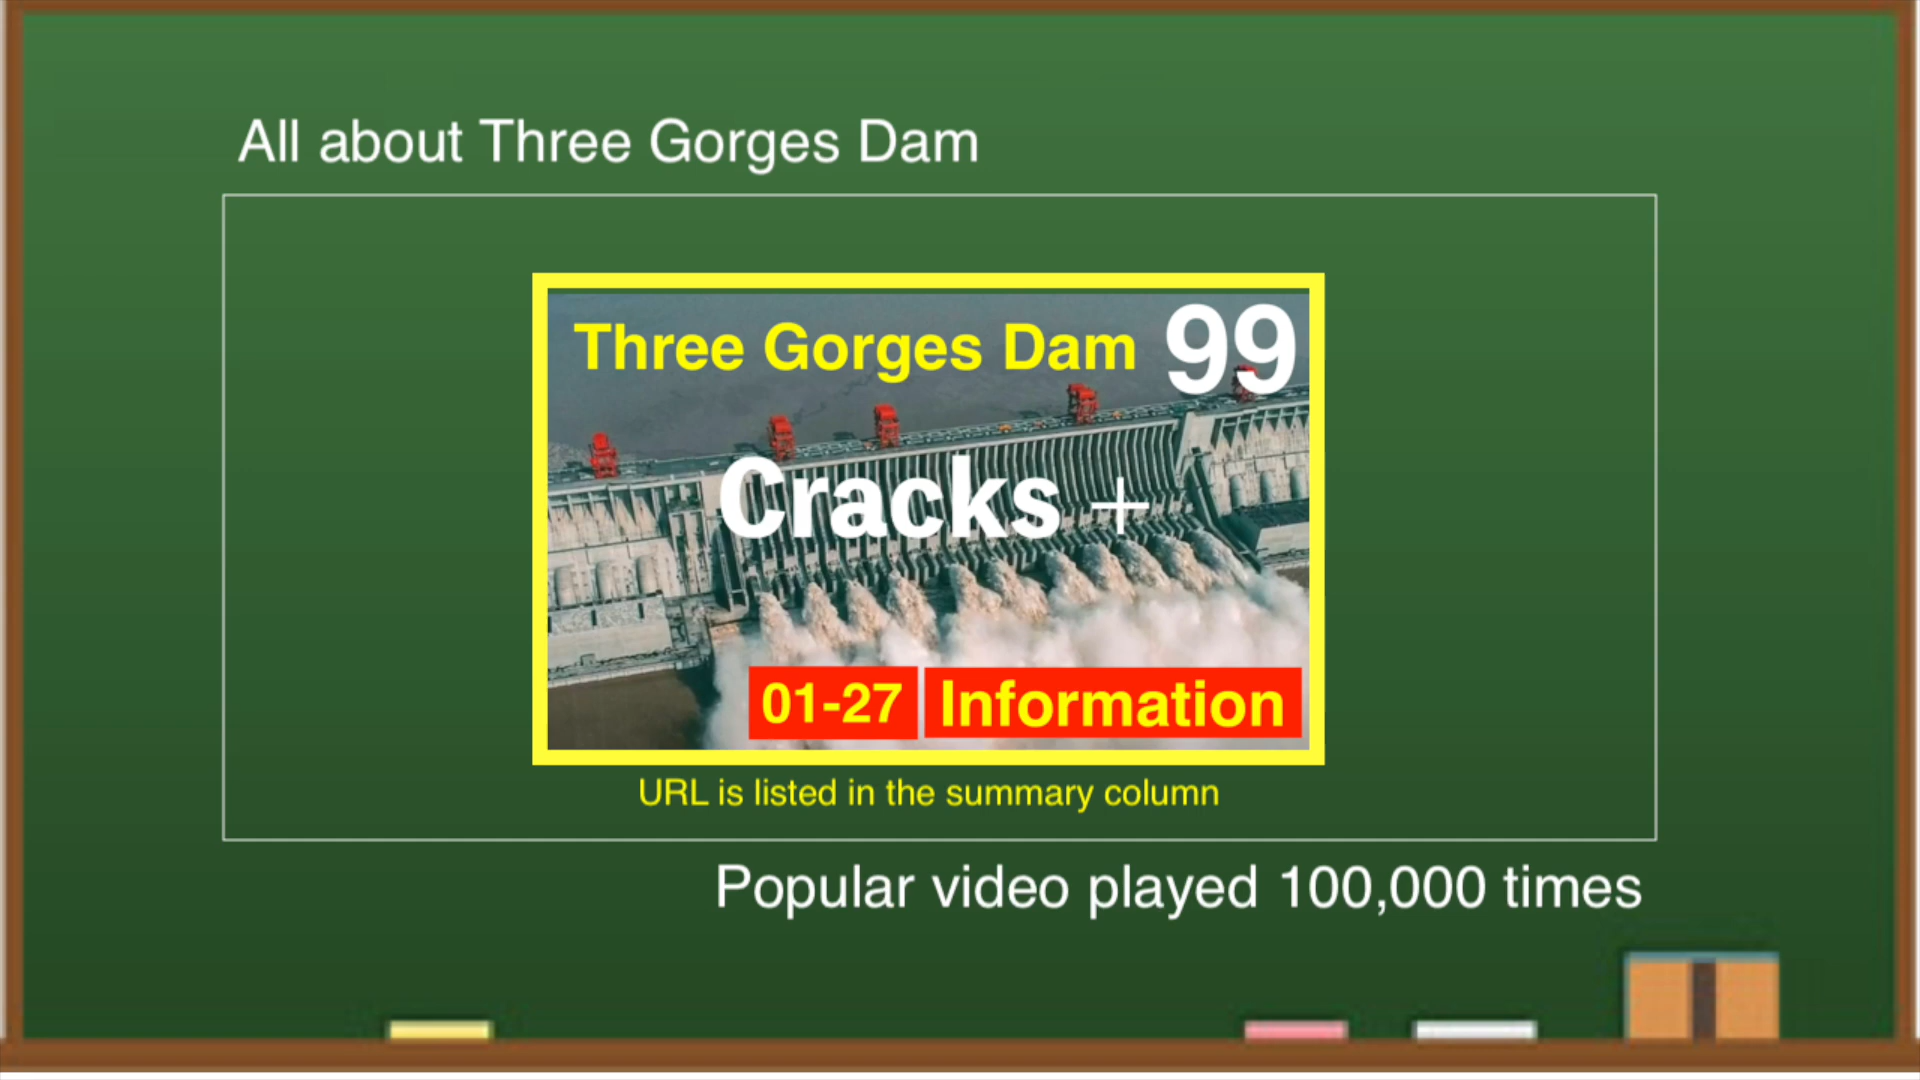 All about Three Gorges Dam
Three Gorges Dam 99
Cracks +
01-27 Information
URL is listed in the summary column
Popular video played 100,000 times